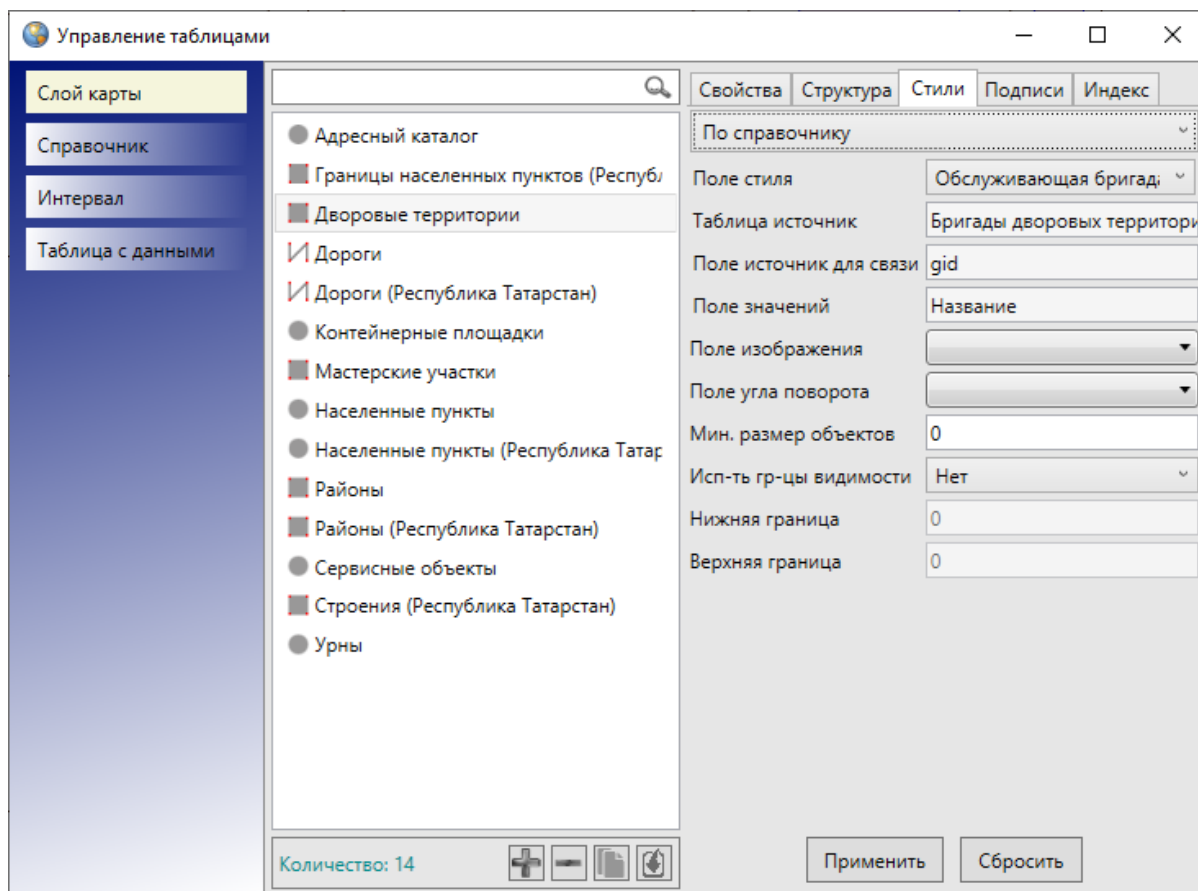 Управление таблицами
Слой карты
Справочник
Интервал
Таблица с данными
Адресный каталог
Границы населенных пунктов (Республ
Дворовые территории
Дороги
Дороги (Республика Татарстан)
Контейнерные площадки
Мастерские участки
Населенные пункты
Населенные пункты (Республика Татар
Районы
Районы (Республика Татарстан)
Сервисные объекты
Строения (Республика Татарстан)
Урны
Количество: 14
Свойства Структура Стили Подписи Индекс
По справочнику
Поле стиля Обслуживающая бригада
Таблица источник Бригады дворовых территори
Поле источник для связи gid
Поле значений Название
Поле изображения
Поле угла поворота
Мин. размер объектов 0
Исп-ть гр-цы видимости Нет
Нижняя граница 0
Верхняя граница 0
Применить Сбросить